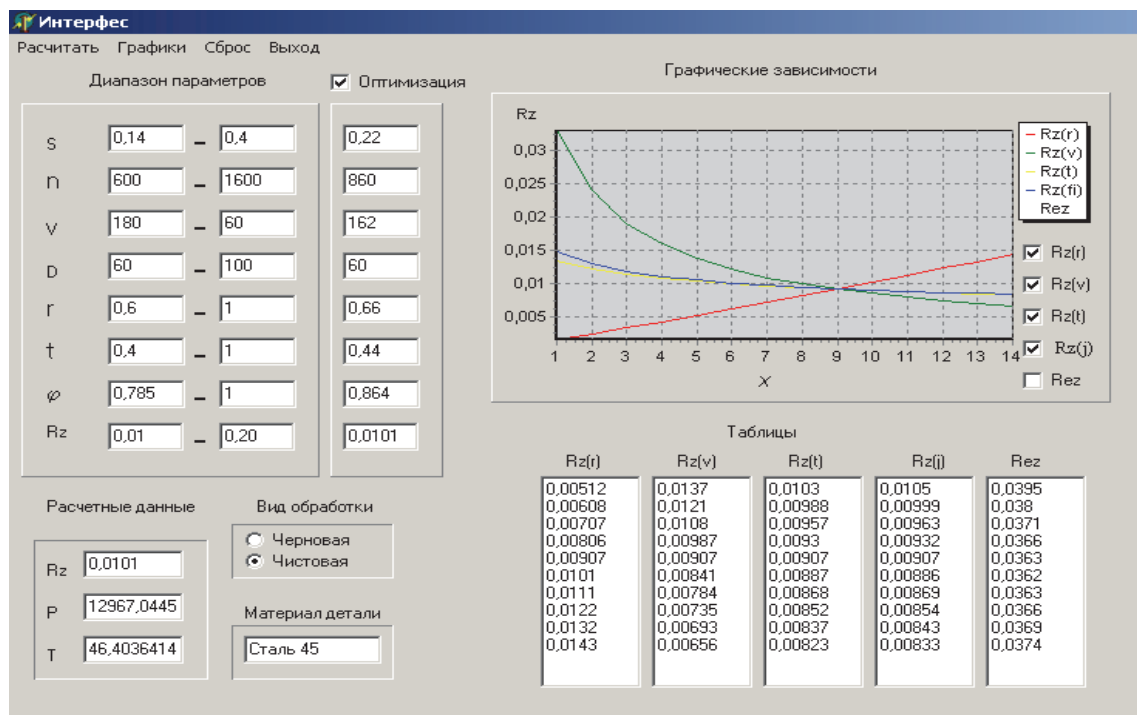 Интерфес
Расчитать Графики Сброс Выход
Диапазон параметров
Оптимизация
s 0,14 – 0,4 0,22
n 600 – 1600 860
v 180 – 60 162
D 60 – 100 60
r 0,6 – 1 0,66
t 0,4 – 1 0,44
φ 0,785 – 1 0,864
Rz 0,01 – 0,20 0,0101
Расчетные данные
Rz 0,0101
P 12967,0445
T 46,4036414
Вид обработки
Черновая
Чистовая
Материал детали
Сталь 45
Графические зависимости
Rz
0,03
0,025
0,02
0,015
0,01
0,005
1 2 3 4 5 6 7 8 9 10 11 12 13 14
x
Rz(r)
Rz(v)
Rz(t)
Rz(fi)
Rez
Rz(r)
Rz(v)
Rz(t)
Rz(j)
Rez
Таблицы
Rz(r) Rz(v) Rz(t) Rz(j) Rez
0,00512 0,0137 0,0103 0,0105 0,0395
0,00608 0,0121 0,00988 0,00999 0,038
0,00707 0,0108 0,00957 0,00963 0,0371
0,00806 0,00987 0,0093 0,00932 0,0366
0,00907 0,00907 0,00907 0,00907 0,0363
0,0101 0,00841 0,00887 0,00886 0,0362
0,0111 0,00784 0,00868 0,00869 0,0363
0,0122 0,00735 0,00852 0,00854 0,0366
0,0132 0,00693 0,00837 0,00843 0,0369
0,0143 0,00656 0,00823 0,00833 0,0374